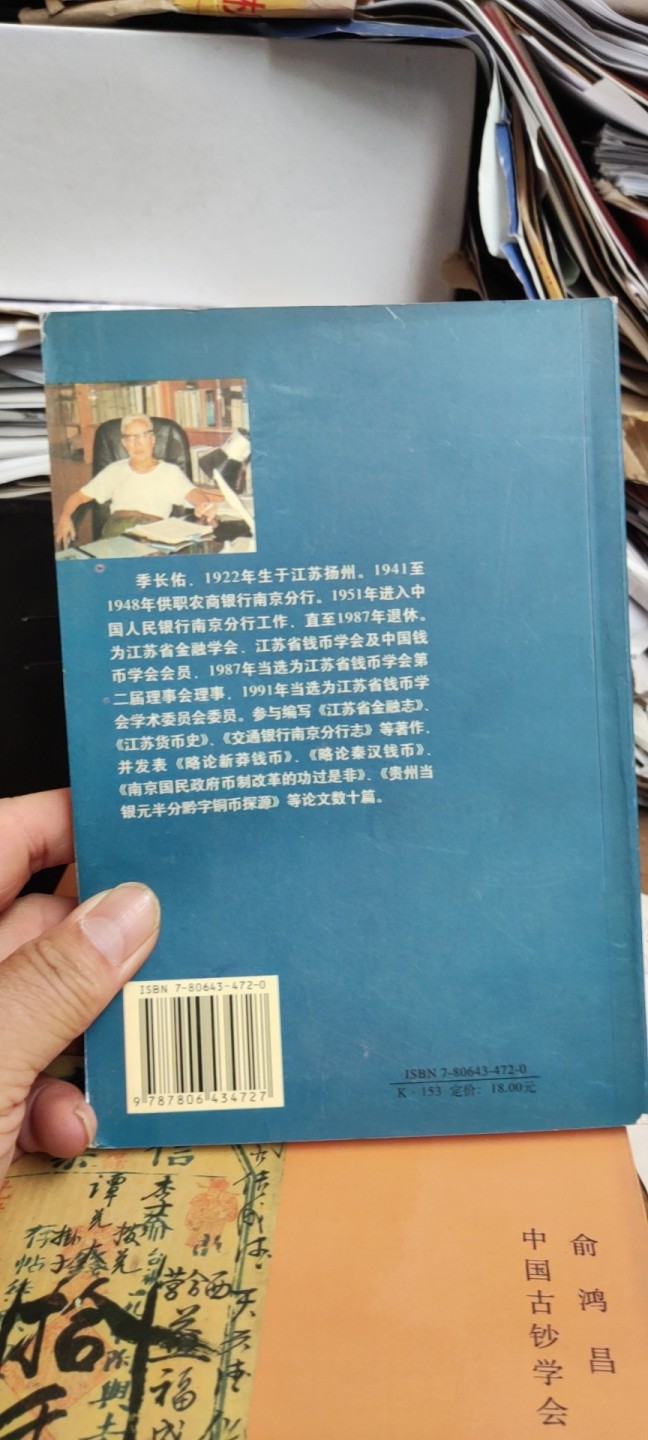 季长佑，1922年生于江苏扬州。1941至
1948年供职农商银行南京分行。1951年进入中
国人民银行南京分行工作，直至1987年退休。
为江苏省金融学会、江苏省钱币学会及中国钱
币学会会员，1987年当选为江苏省钱币学会第
二届理事会理事，1991年当选为江苏省钱币学
会学术委员会委员。参与编写《江苏省金融志》、
《江苏货币史》、《交通银行南京分行志》等著作，
并发表《略论新莽钱币》、《略论秦汉钱币》、
《南京国民政府币制改革的功过是非》、《贵州当
银元半分黔字铜币探源》等论文数十篇。
ISBN 7-80643-472-0
9 787806 434727
ISBN 7-80643-472-0
K·153 定价：18.00元
俞鸿昌
中国古钞学会
拾
益
福
成